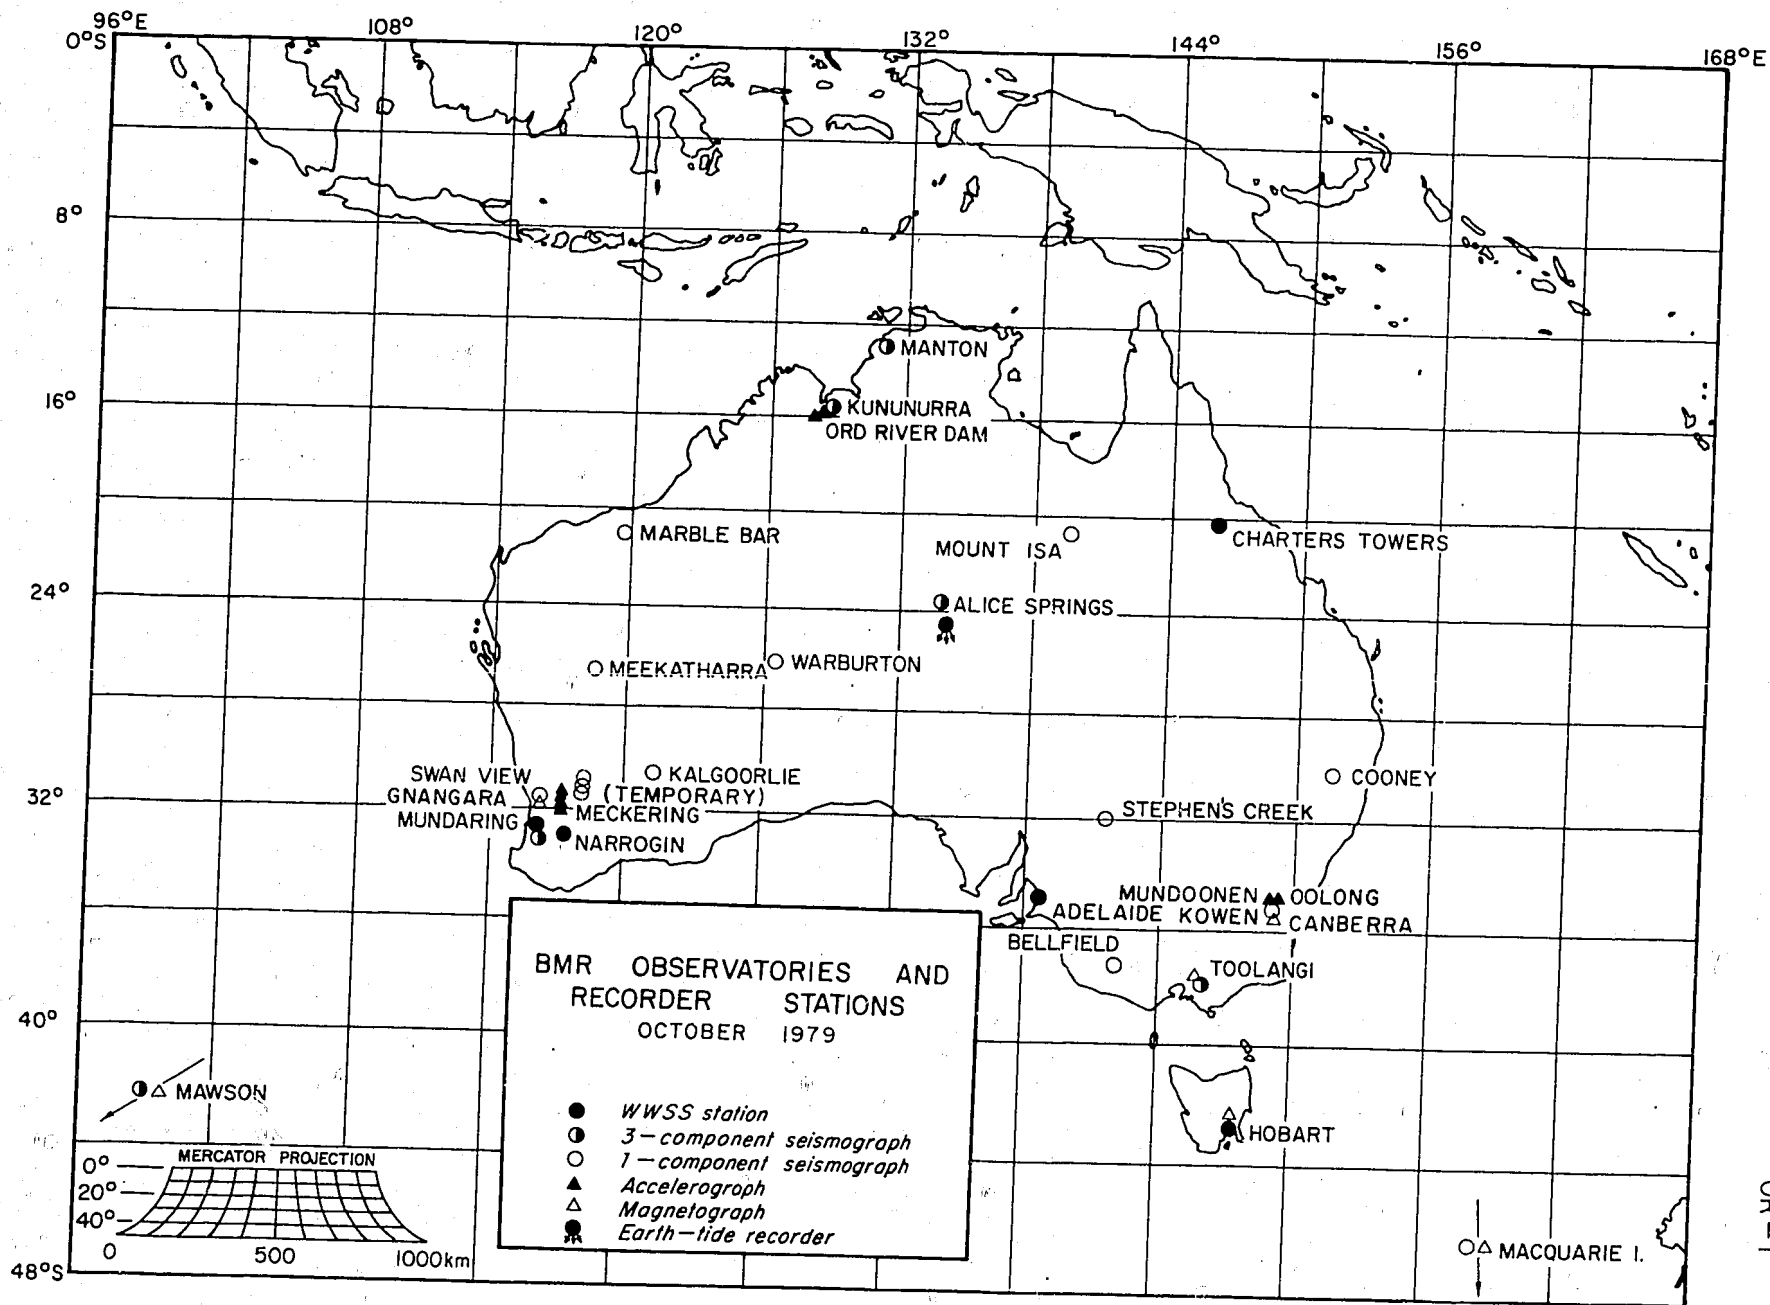 96°E
108°
120°
132°
144°
156°
168°E
0°S
8°
16°
24°
32°
40°
48°S
MANTON
KUNUNURRA
ORD RIVER DAM
MARBLE BAR
MOUNT ISA
CHARTERS TOWERS
ALICE SPRINGS
MEEKATHARRA
WARBURTON
SWAN VIEW
KALGOORLIE
GNANGARA
(TEMPORARY)
MUNDARING
MECKERING
NARROGIN
COONEY
STEPHEN'S CREEK
MUNDOONEN
OOLONG
ADELAIDE
KOWEN
CANBERRA
BELLFIELD
TOOLANGI
HOBART
MAWSON
MACQUARIE I.
BMR OBSERVATORIES AND
RECORDER STATIONS
OCTOBER 1979
WWSS station
3-component seismograph
1-component seismograph
Accelerograph
Magnetograph
Earth-tide recorder
MERCATOR PROJECTION
0°
20°
40°
0 500 1000km